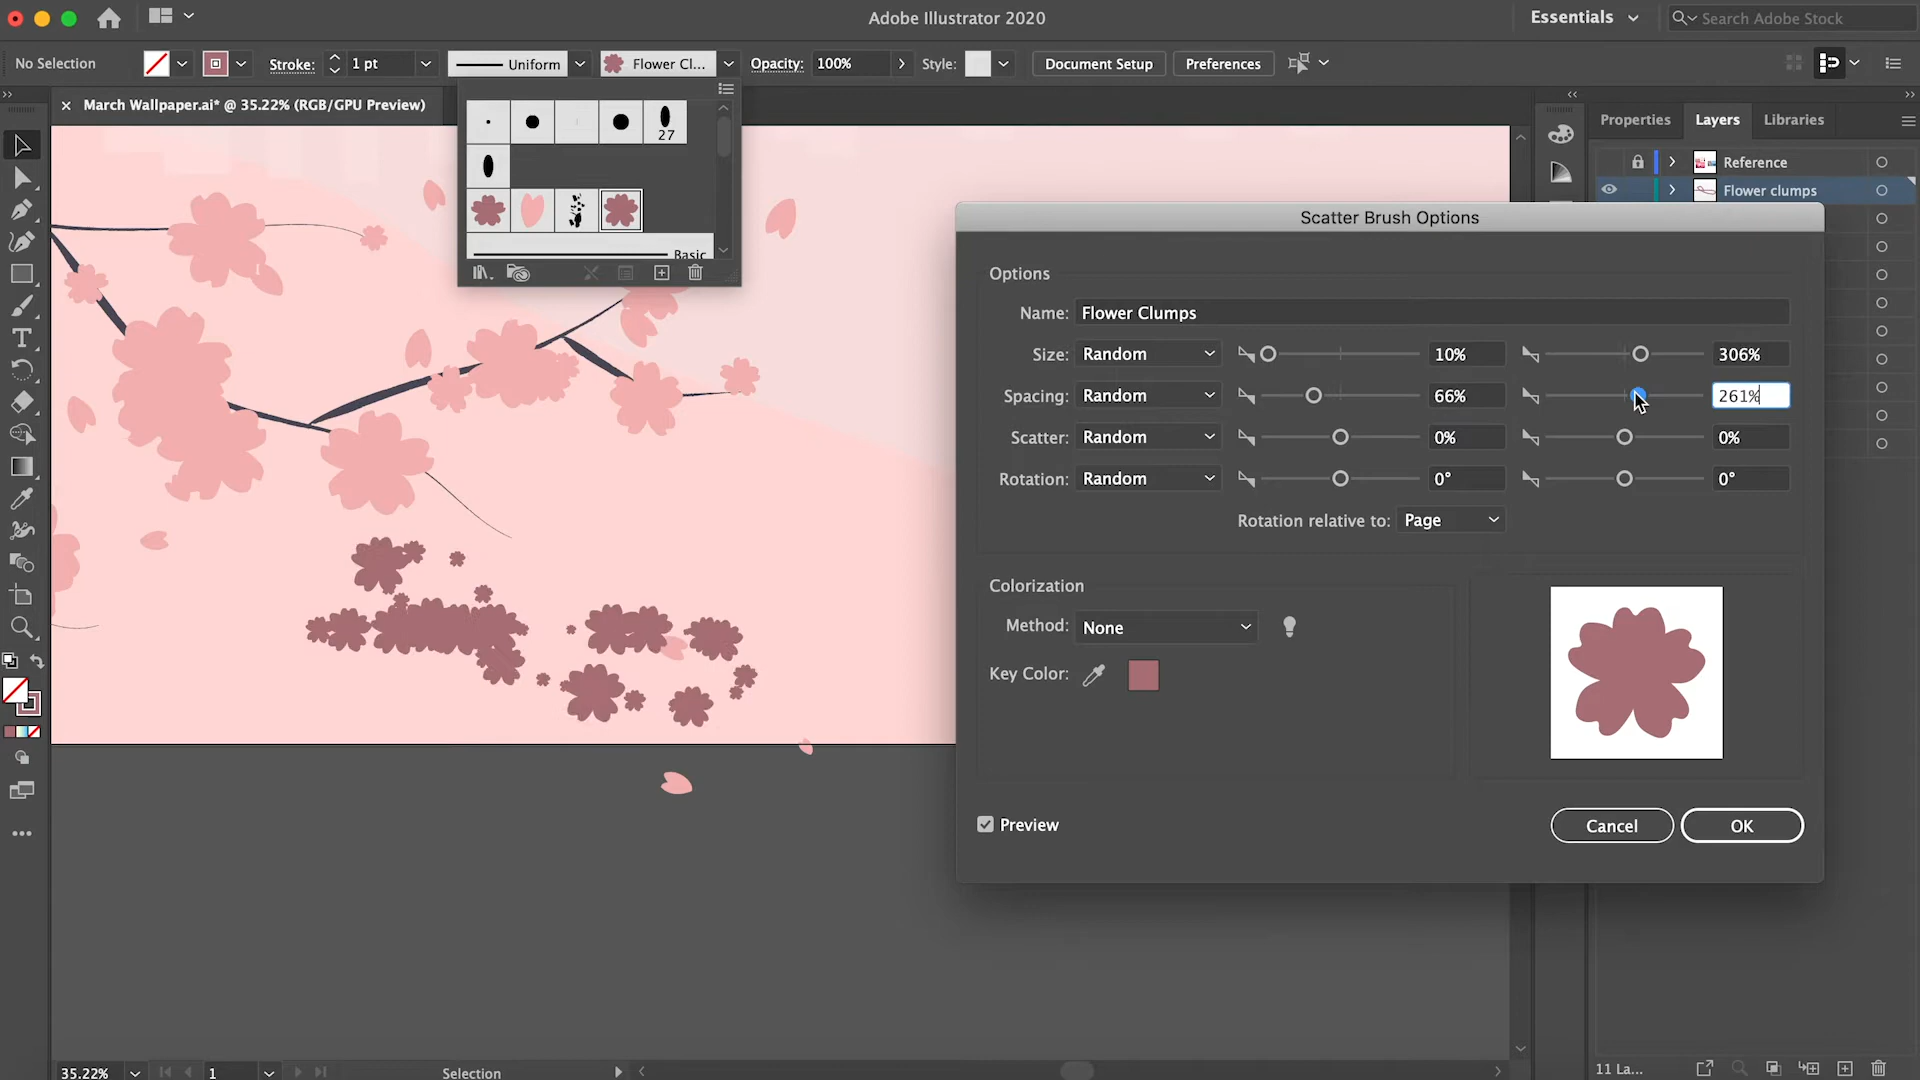 Adobe Illustrator 2020
Essentials
Search Adobe Stock
No Selection
Stroke:
1 pt
Uniform
Flower Cl...
Opacity:
100%
Style:
Document Setup
Preferences
March Wallpaper.ai* @ 35.22% (RGB/GPU Preview)
27
Basic
Properties
Layers
Libraries
Reference
Flower clumps
Scatter Brush Options
Options
Name: Flower Clumps
Size: Random 10% 306%
Spacing: Random 66% 261%
Scatter: Random 0% 0%
Rotation: Random 0° 0°
Rotation relative to: Page
Colorization
Method: None
Key Color:
Preview
Cancel
OK
35.22%
1
Selection
11 La...